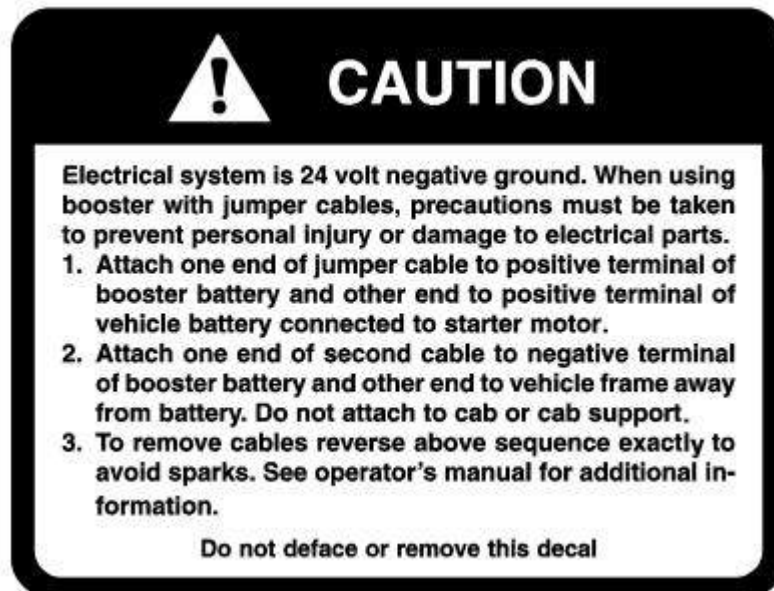 CAUTION
Electrical system is 24 volt negative ground. When using
booster with jumper cables, precautions must be taken
to prevent personal injury or damage to electrical parts.
1. Attach one end of jumper cable to positive terminal of
booster battery and other end to positive terminal of
vehicle battery connected to starter motor.
2. Attach one end of second cable to negative terminal
of booster battery and other end to vehicle frame away
from battery. Do not attach to cab or cab support.
3. To remove cables reverse above sequence exactly to
avoid sparks. See operator's manual for additional in-
formation.
Do not deface or remove this decal